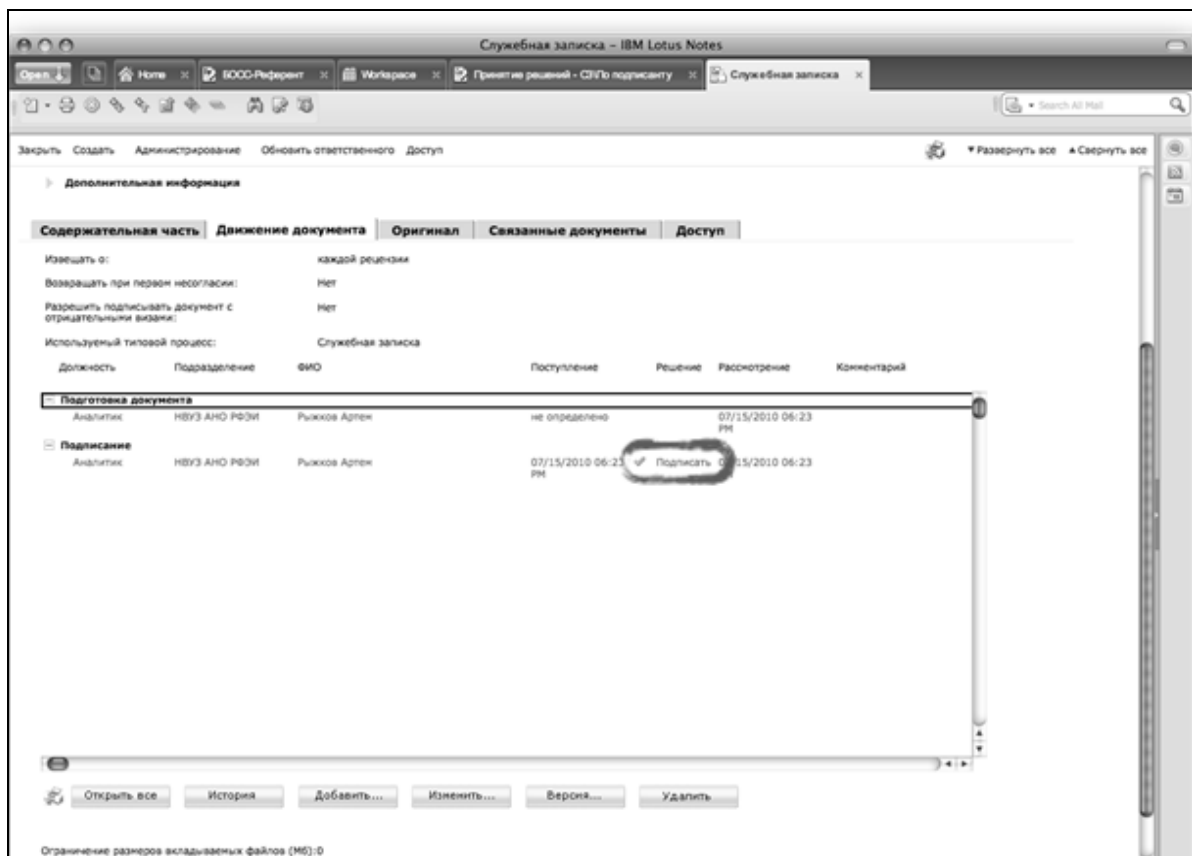 Служебная записка – IBM Lotus Notes
Open Home × БОСС-Референт × Workspace × Принятие решений - СЗ\По подписанту × Служебная записка ×
Search All Mail
Закрыть Создать Администрирование Обновить ответственного Доступ ▼Развернуть все ▲Свернуть все
Дополнительная информация
Содержательная часть Движение документа Оригинал Связанные документы Доступ
Извещать о: каждой рецензии
Возвращать при первом несогласии: Нет
Разрешить подписывать документ с Нет
отрицательными визами:
Используемый типовой процесс: Служебная записка
Должность Подразделение ФИО Поступление Решение Рассмотрение Комментарий
Подготовка документа
Аналитик НВУЗ АНО РФЭИ Рыжков Артем не определено 07/15/2010 06:23
PM
Подписание
Аналитик НВУЗ АНО РФЭИ Рыжков Артем 07/15/2010 06:23 ✓ Подписать 15/2010 06:23
PM
Открыть все История Добавить... Изменить... Версия... Удалить
Ограничение размеров вкладываемых файлов (Мб):0